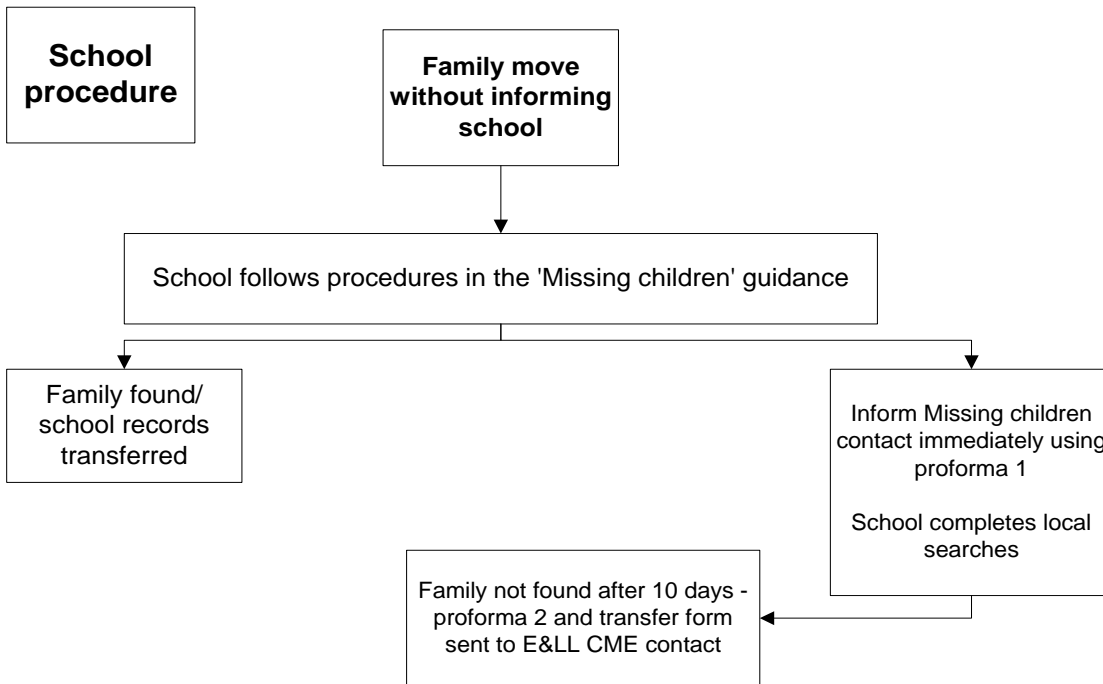 School
procedure
Family move
without informing
school
School follows procedures in the 'Missing children' guidance
Family found/
school records
transferred
Inform Missing children
contact immediately using
proforma 1
School completes local
searches
Family not found after 10 days -
proforma 2 and transfer form
sent to E&LL CME contact